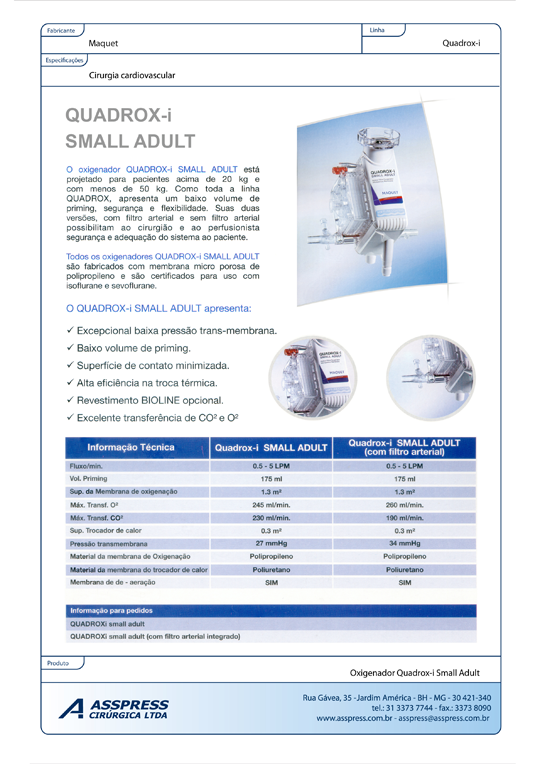 Fabricante
Maquet
Linha
Quadrox-i
Especificações
Cirurgia cardiovascular
QUADROX-i
SMALL ADULT
O oxigenador QUADROX-i SMALL ADULT está
projetado para pacientes acima de 20 kg e
com menos de 50 kg. Como toda a linha
QUADROX, apresenta um baixo volume de
priming, segurança e flexibilidade. Suas duas
versões, com filtro arterial e sem filtro arterial
possibilitam ao cirurgião e ao perfusionista
segurança e adequação do sistema ao paciente.
Todos os oxigenadores QUADROX-i SMALL ADULT
são fabricados com membrana micro porosa de
polipropileno e são certificados para uso com
isoflurane e sevoflurane.
O QUADROX-i SMALL ADULT apresenta:
✓ Excepcional baixa pressão trans-membrana.
✓ Baixo volume de priming.
✓ Superfície de contato minimizada.
✓ Alta eficiência na troca térmica.
✓ Revestimento BIOLINE opcional.
✓ Excelente transferência de CO² e O²
QUADROX-i
SMALL ADULT
MAQUET
QUADROX-i
MAQUET
Informação Técnica Quadrox-i SMALL ADULT Quadrox-i SMALL ADULT
(com filtro arterial)
Fluxo/min. 0.5 - 5 LPM 0.5 - 5 LPM
Vol. Priming 175 ml 175 ml
Sup. da Membrana de oxigenação 1.3 m² 1.3 m²
Máx. Transf. O² 245 ml/min. 260 ml/min.
Máx. Transf. CO² 230 ml/min. 190 ml/min.
Sup. Trocador de calor 0.3 m² 0.3 m²
Pressão transmembrana 27 mmHg 34 mmHg
Material da membrana de Oxigenação Polipropileno Polipropileno
Material da membrana do trocador de calor Poliuretano Poliuretano
Membrana de de - aeração SIM SIM
Informação para pedidos
QUADROXi small adult
QUADROXi small adult (com filtro arterial integrado)
Produto
Oxigenador Quadrox-i Small Adult
ASSPRESS
CIRÚRGICA LTDA
Rua Gávea, 35 -Jardim América - BH - MG - 30 421-340
tel.: 31 3373 7744 - fax.: 3373 8090
www.asspress.com.br - asspress@asspress.com.br